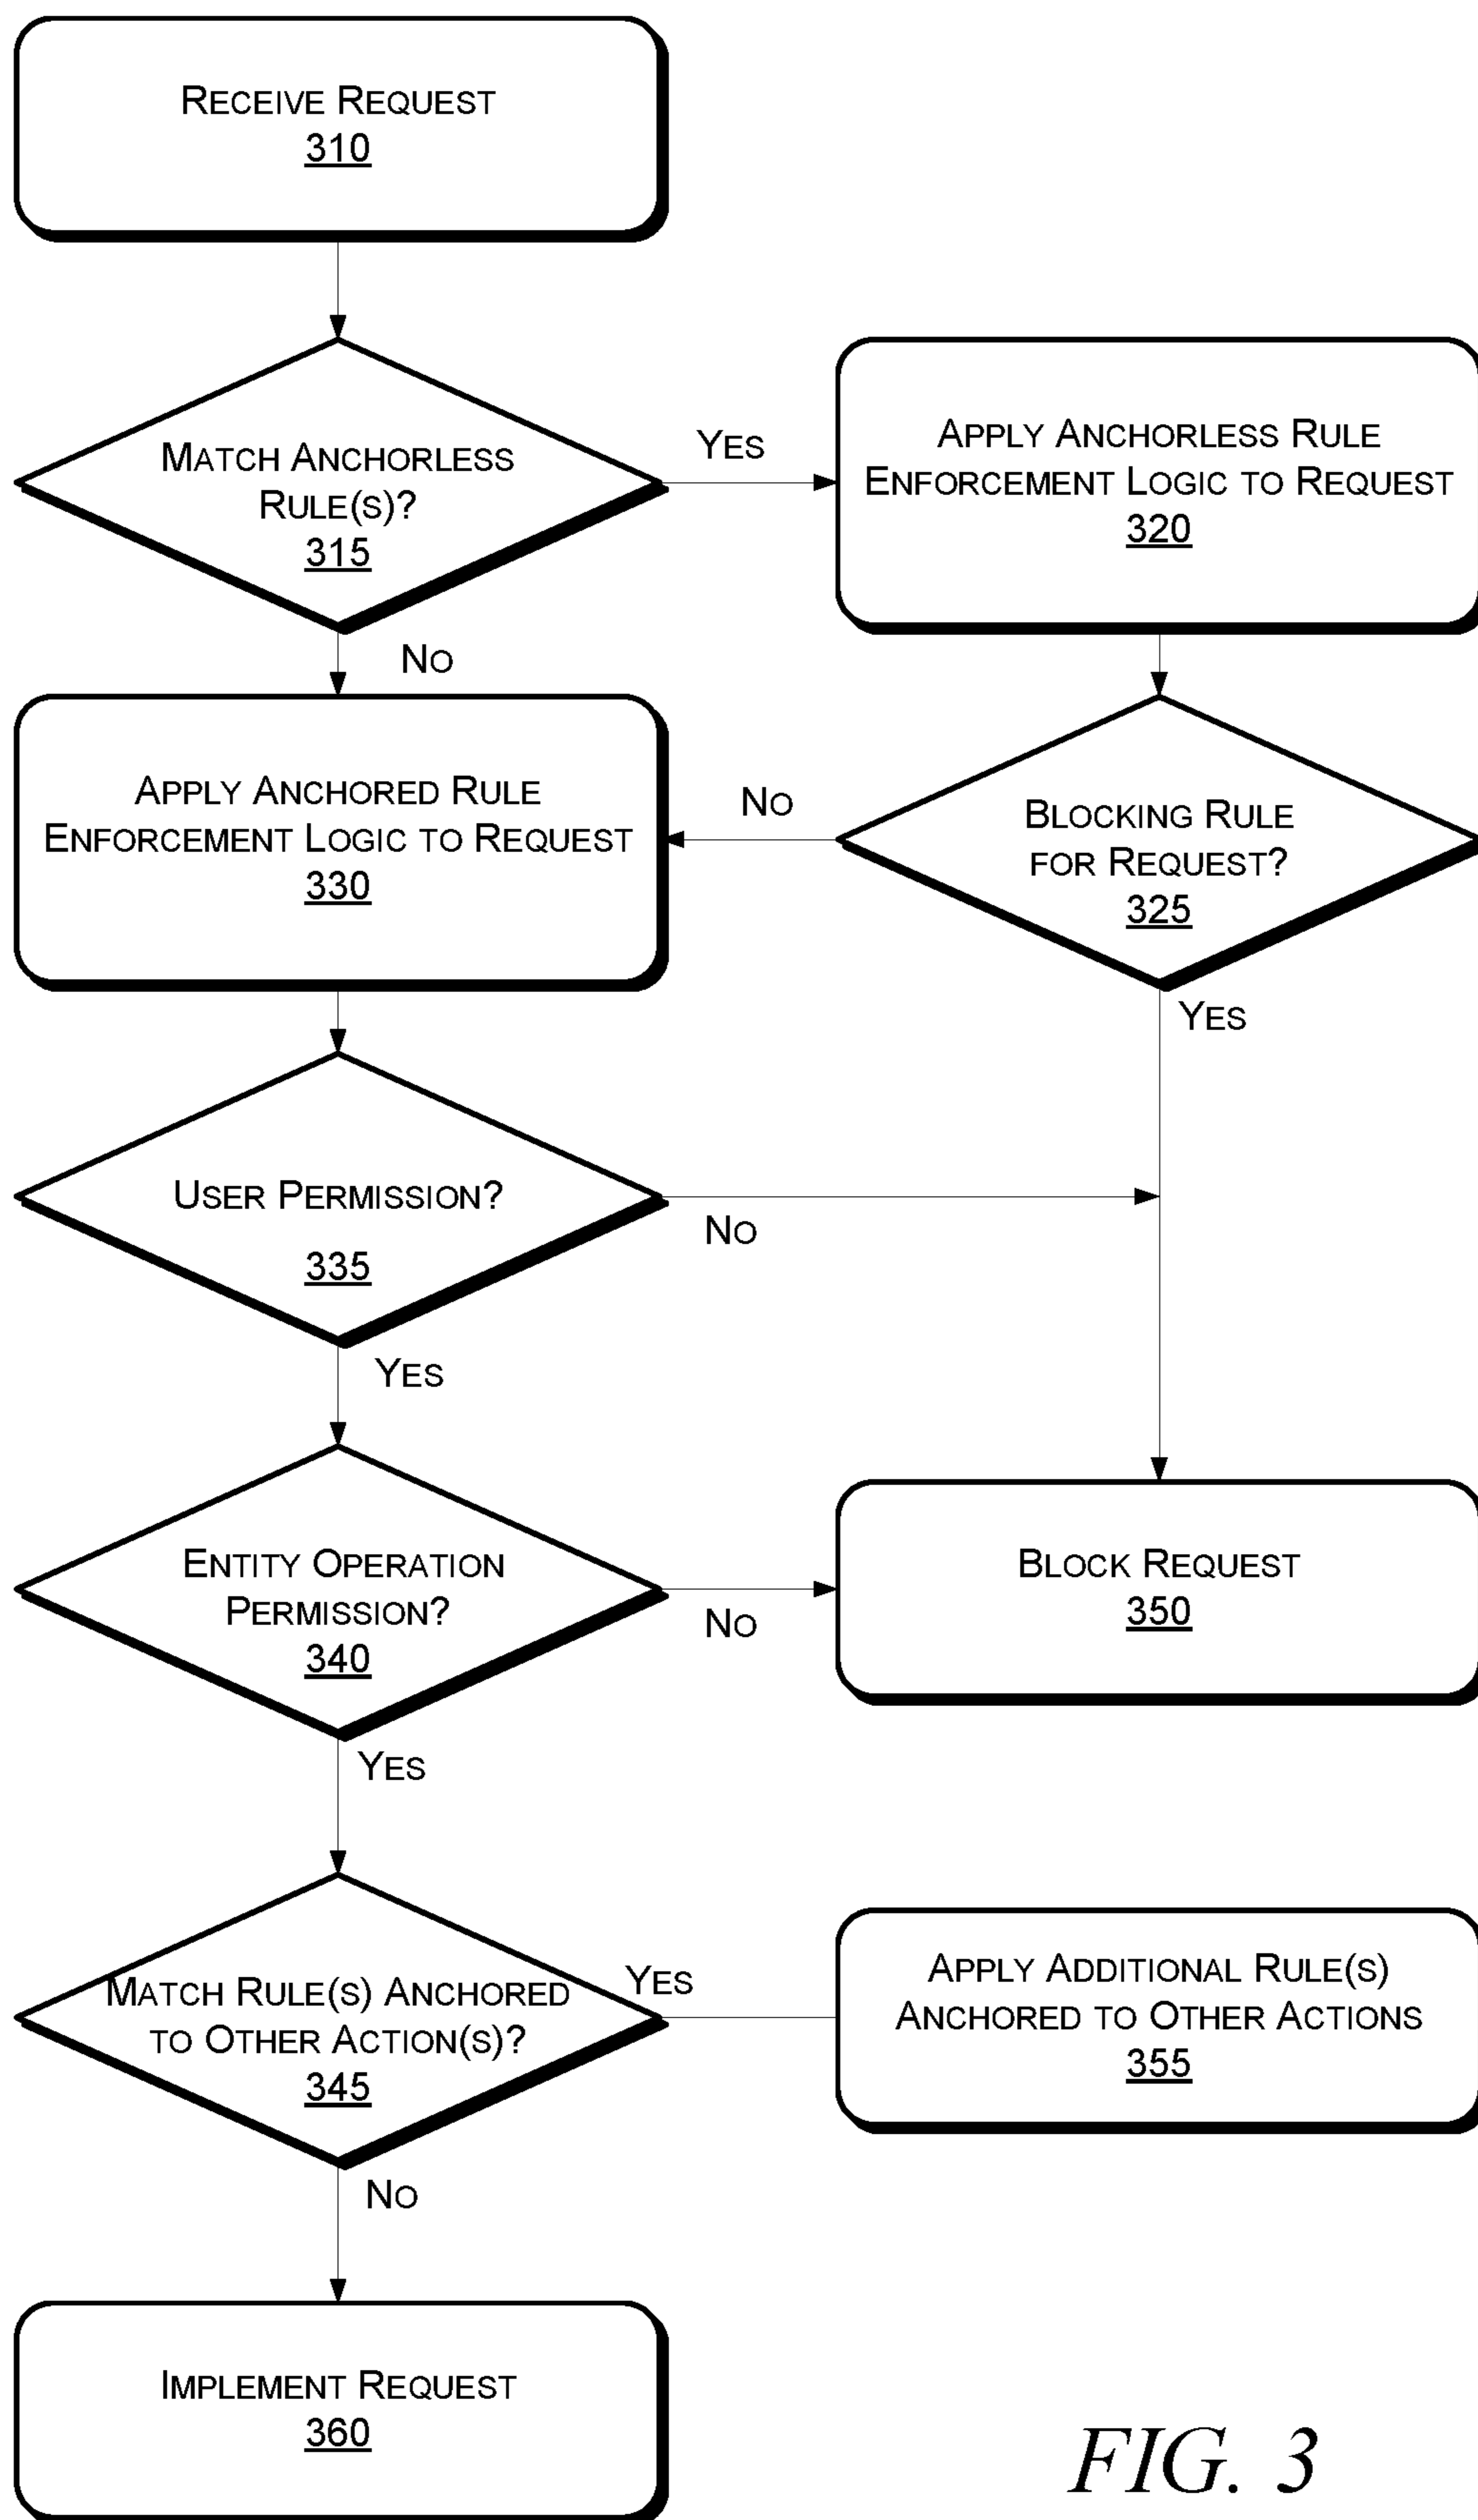 RECEIVE REQUEST
310
MATCH ANCHORLESS
RULE(S)?
315
YES
APPLY ANCHORLESS RULE
ENFORCEMENT LOGIC TO REQUEST
320
NO
APPLY ANCHORED RULE
ENFORCEMENT LOGIC TO REQUEST
330
NO
BLOCKING RULE
FOR REQUEST?
325
YES
USER PERMISSION?
335
NO
YES
ENTITY OPERATION
PERMISSION?
340
NO
BLOCK REQUEST
350
YES
MATCH RULE(S) ANCHORED
TO OTHER ACTION(S)?
345
YES
APPLY ADDITIONAL RULE(S)
ANCHORED TO OTHER ACTIONS
355
NO
IMPLEMENT REQUEST
360
FIG. 3